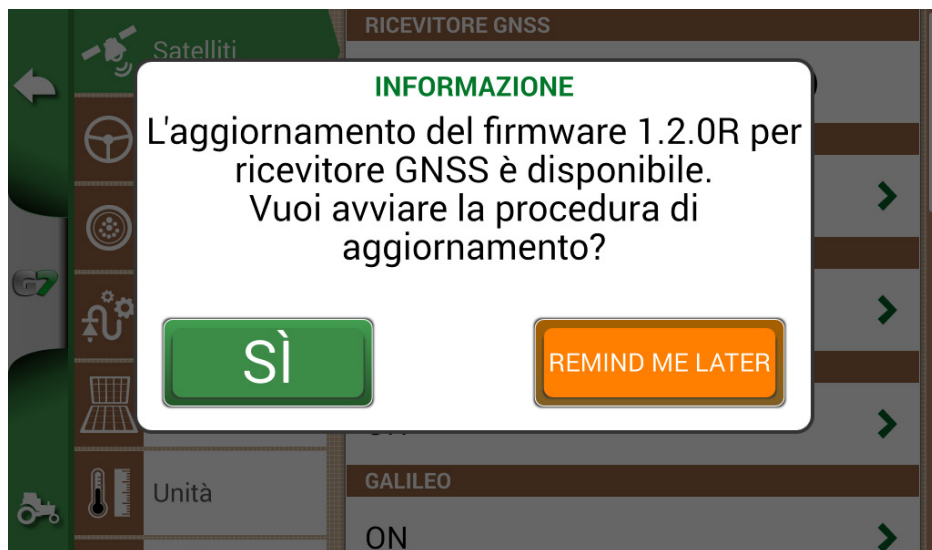 Satelliti
RICEVITORE GNSS
INFORMAZIONE
L'aggiornamento del firmware 1.2.0R per
ricevitore GNSS è disponibile.
Vuoi avviare la procedura di
aggiornamento?
SÌ
REMIND ME LATER
G7
Unità
GALILEO
ON